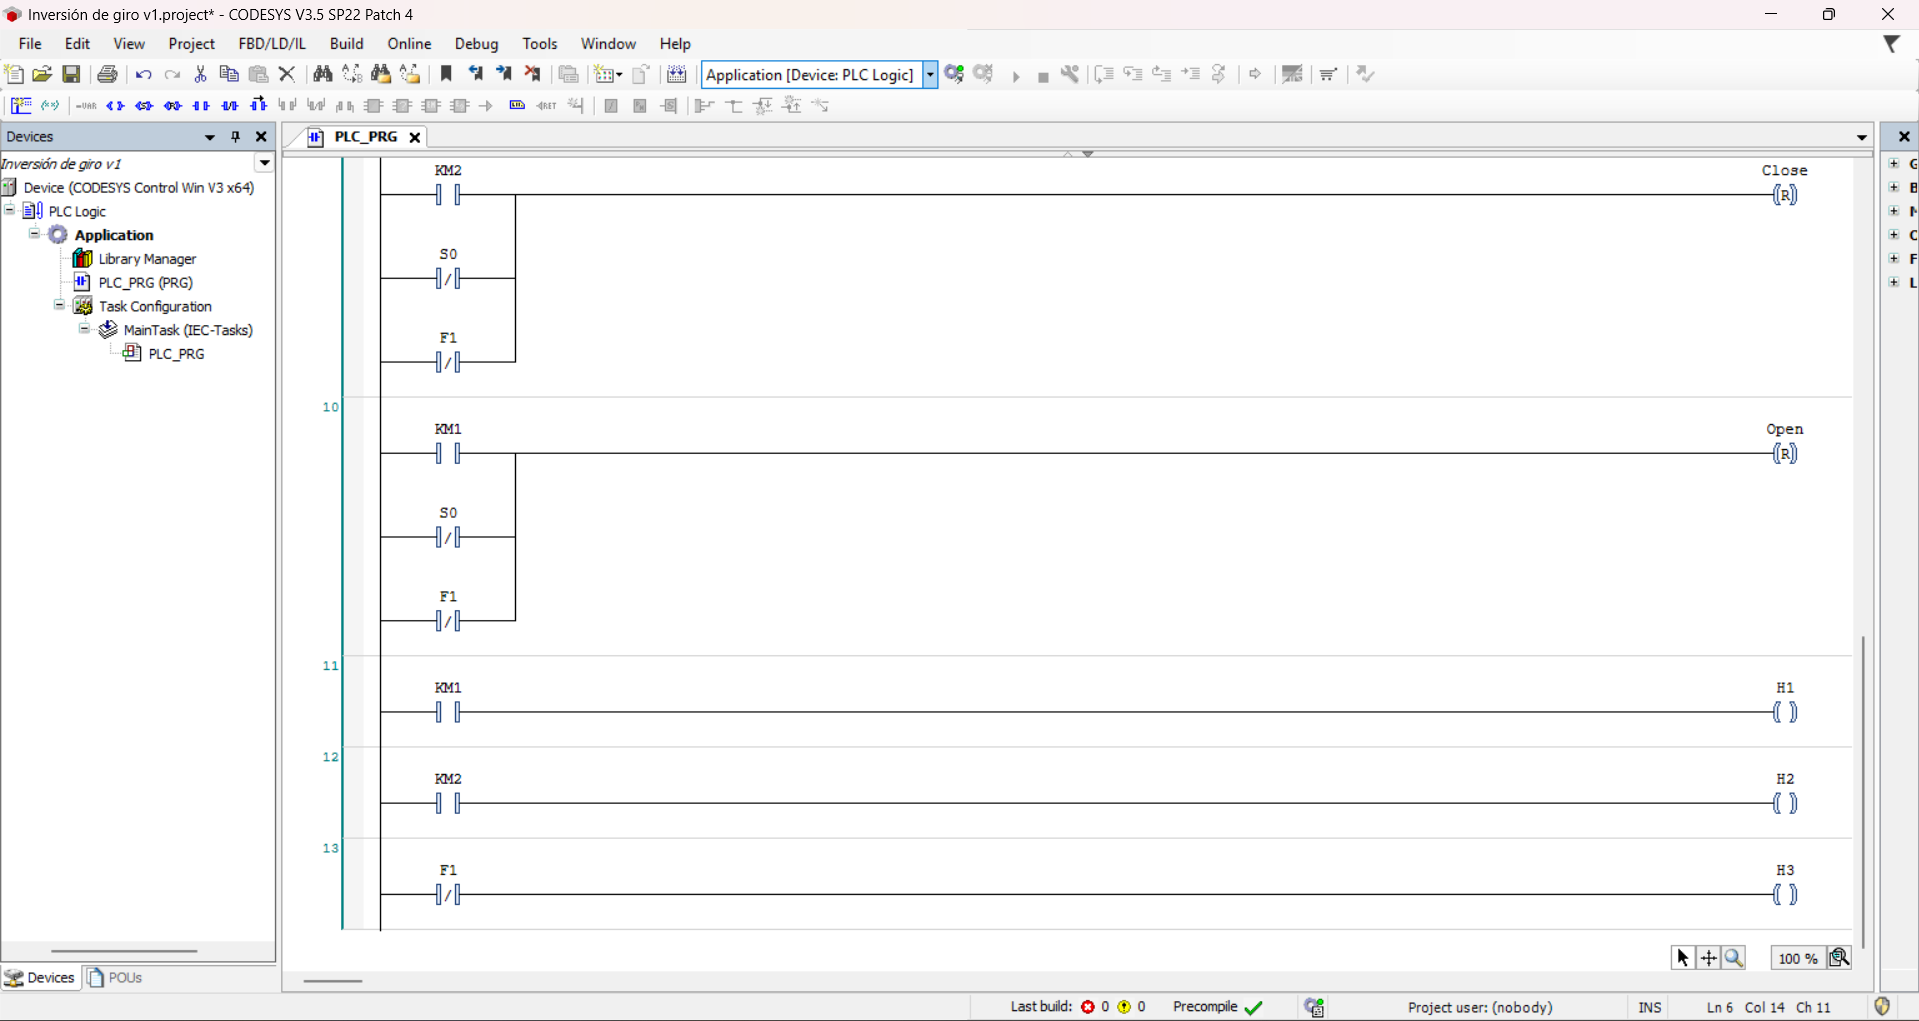 Inversión de giro v1.project* - CODESYS V3.5 SP22 Patch 4
File Edit View Project FBD/LD/IL Build Online Debug Tools Window Help
Application [Device: PLC Logic]
Devices
PLC_PRG
Inversión de giro v1
Device (CODESYS Control Win V3 x64)
PLC Logic
Application
Library Manager
PLC_PRG (PRG)
Task Configuration
MainTask (IEC-Tasks)
PLC_PRG
KM2 Close
R
S0
F1
10
KM1 Open
R
S0
F1
11
KM1 H1
12
KM2 H2
13
F1 H3
100 %
Devices POUs
Last build: 0 0 Precompile Project user: (nobody) INS Ln 6 Col 14 Ch 11